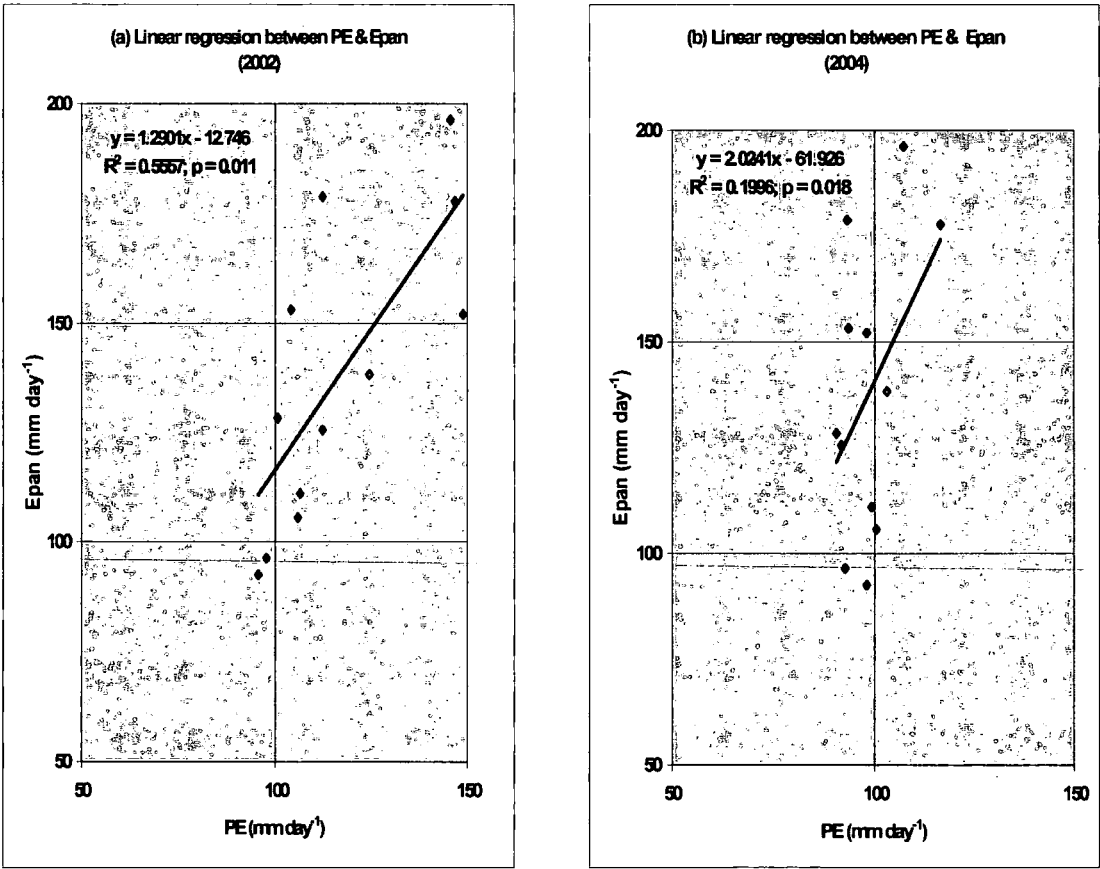 (a) Linear regression between PE & Epan
(2002)
200
y = 1.2901x - 12.746
R² = 0.5557; p = 0.011
150
Epan (mm day⁻¹)
100
50
50
100
150
PE (mm day⁻¹)
(b) Linear regression between PE & Epan
(2004)
200
y = 2.0241x - 61.926
R² = 0.1996; p = 0.018
150
Epan (mm day⁻¹)
100
50
50
100
150
PE (mm day⁻¹)